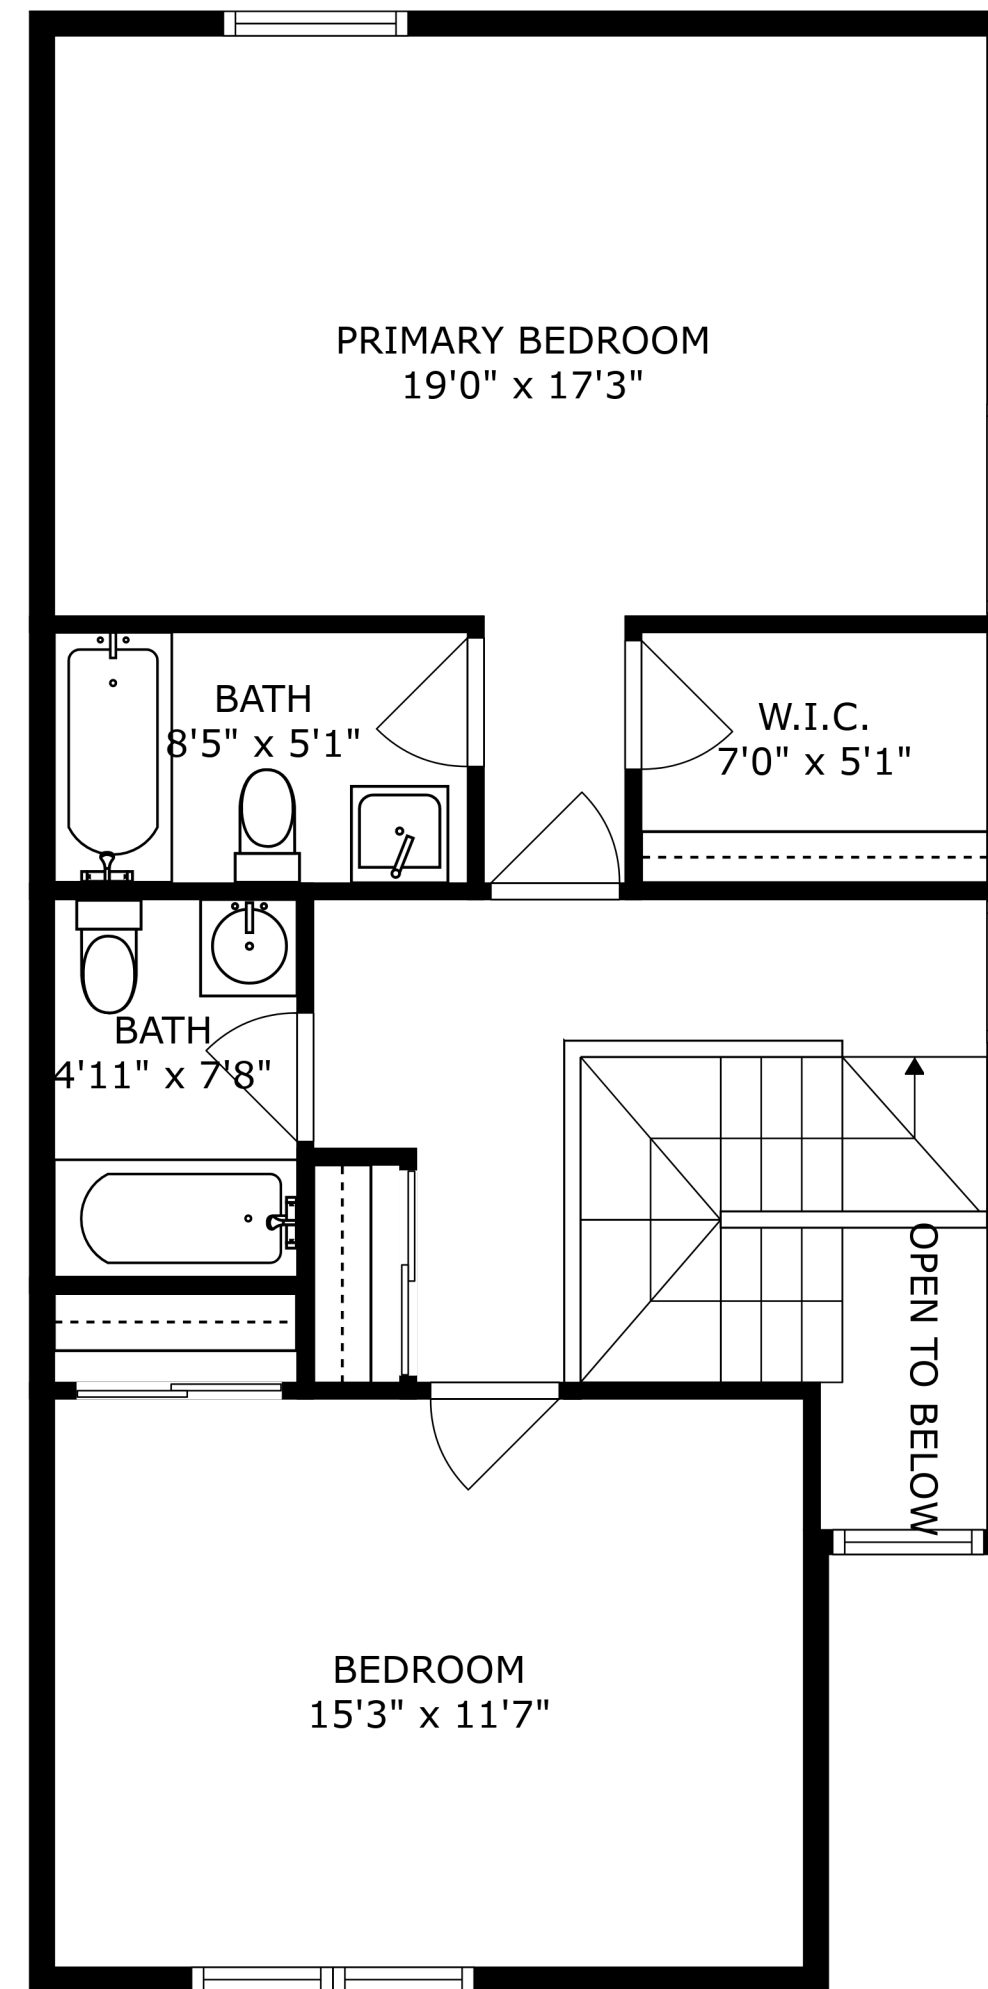 PRIMARY BEDROOM
19'0" x 17'3"
BATH
8'5" x 5'1"
W.I.C.
7'0" x 5'1"
BATH
4'11" x 7'8"
OPEN TO BELOW
BEDROOM
15'3" x 11'7"